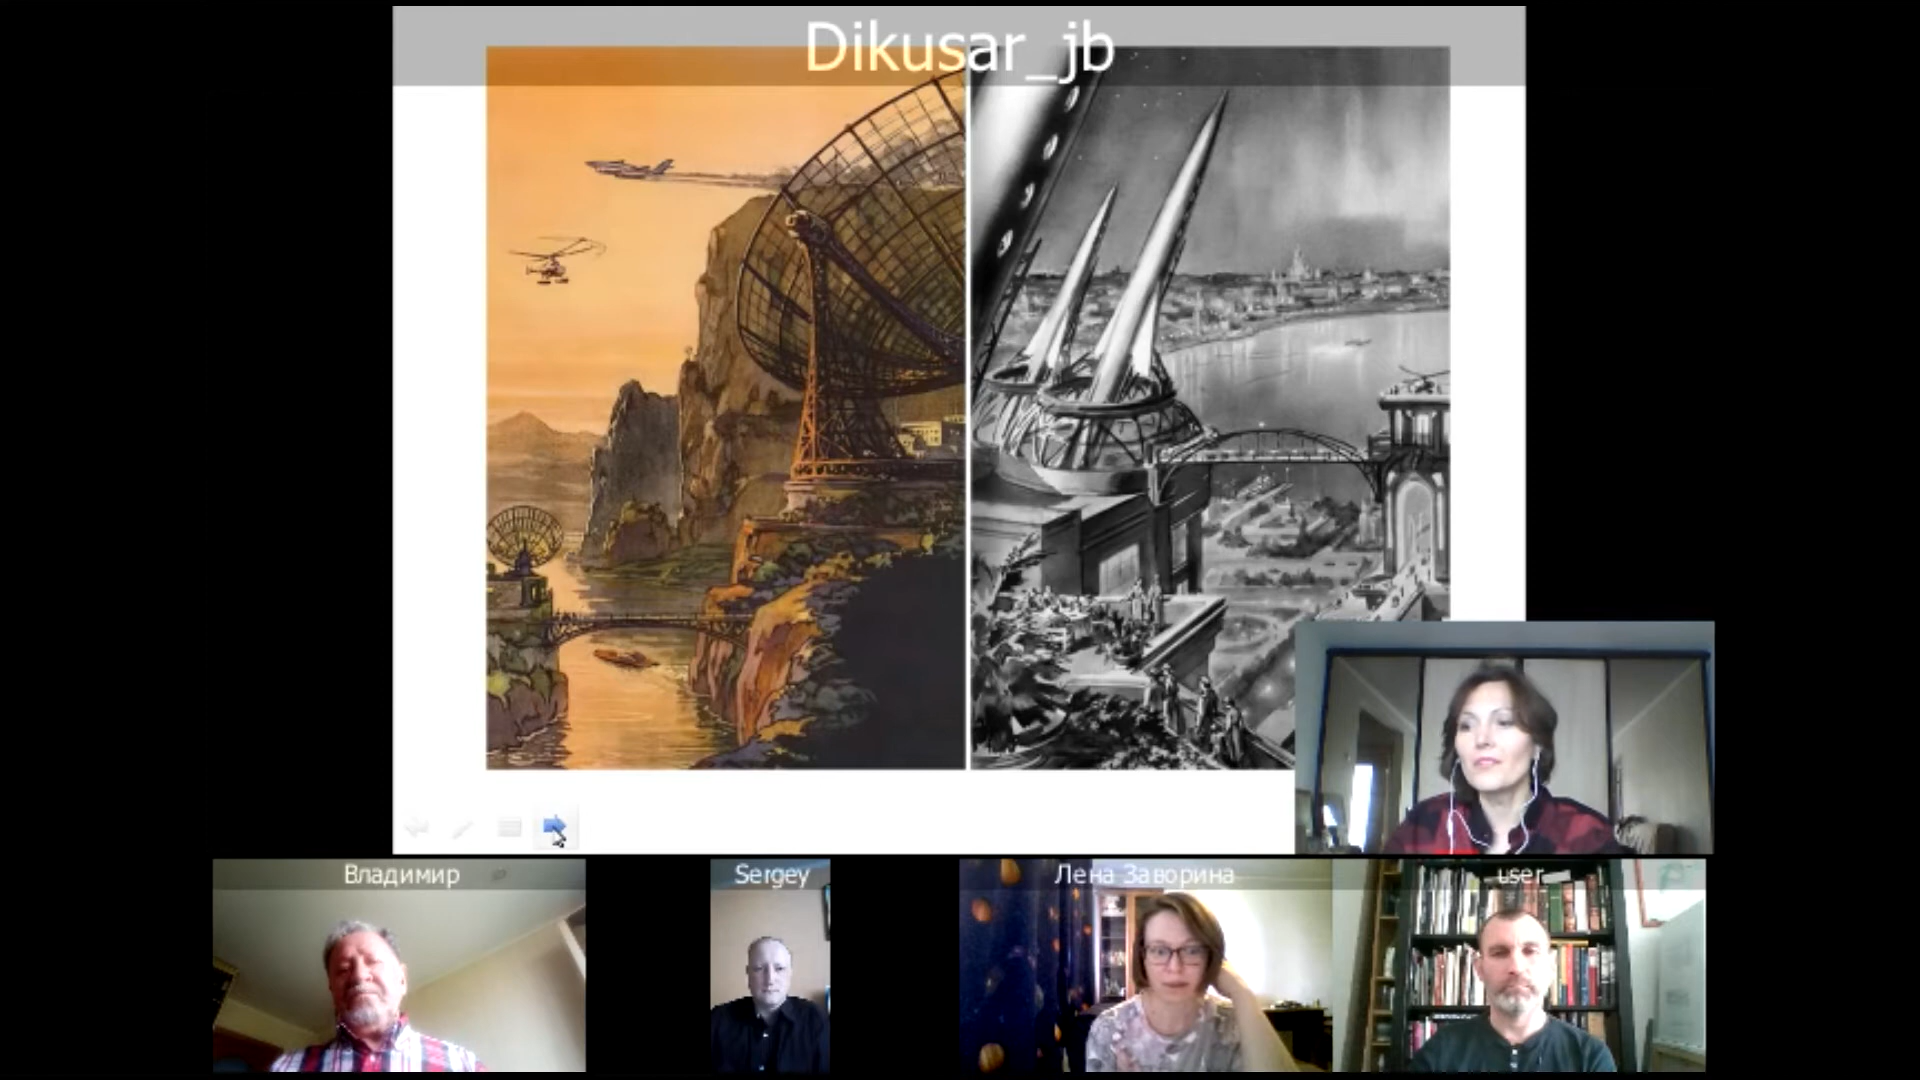 Dikusar_jb
Владимир
Sergey
Лена Заворина
user